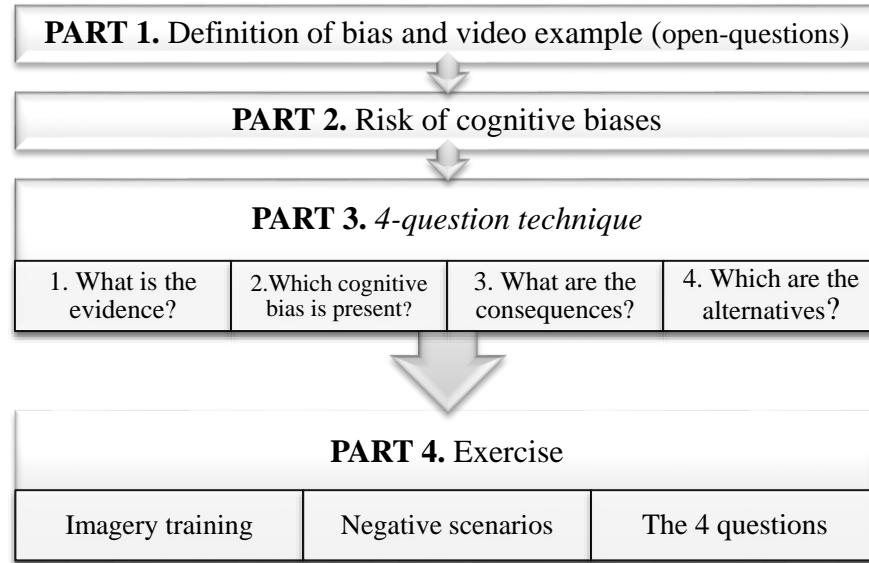 PART 1. Definition of bias and video example (open-questions)
PART 2. Risk of cognitive biases
PART 3. 4-question technique
1. What is the
evidence?
2.Which cognitive
bias is present?
3. What are the
consequences?
4. Which are the
alternatives?
PART 4. Exercise
Imagery training
Negative scenarios
The 4 questions